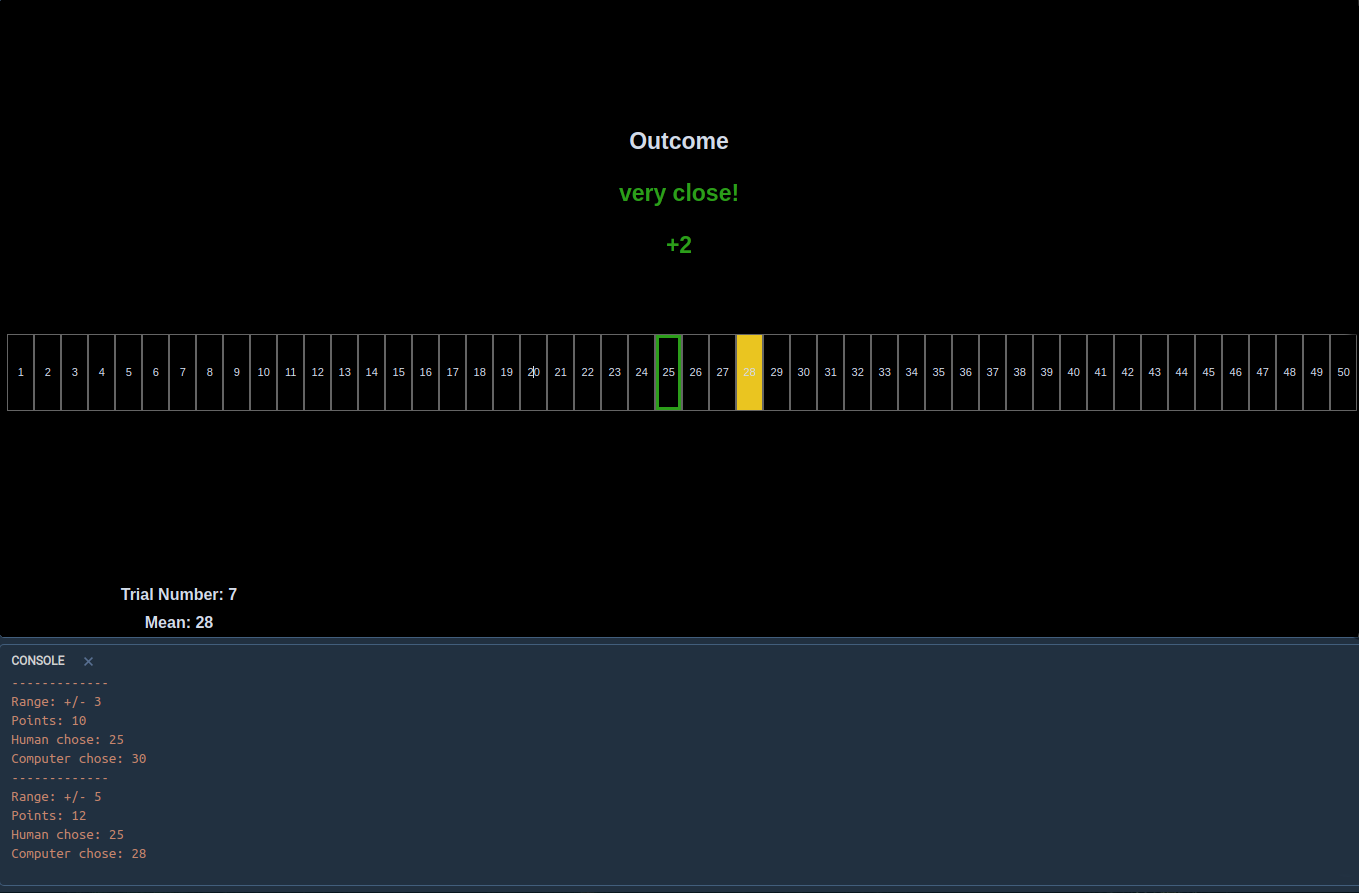 Outcome
very close!
+2
1 2 3 4 5 6 7 8 9 10 11 12 13 14 15 16 17 18 19 20 21 22 23 24 25 26 27 28 29 30 31 32 33 34 35 36 37 38 39 40 41 42 43 44 45 46 47 48 49 50
Trial Number: 7
Mean: 28
CONSOLE ×
-------------
Range: +/- 3
Points: 10
Human chose: 25
Computer chose: 30
-------------
Range: +/- 5
Points: 12
Human chose: 25
Computer chose: 28